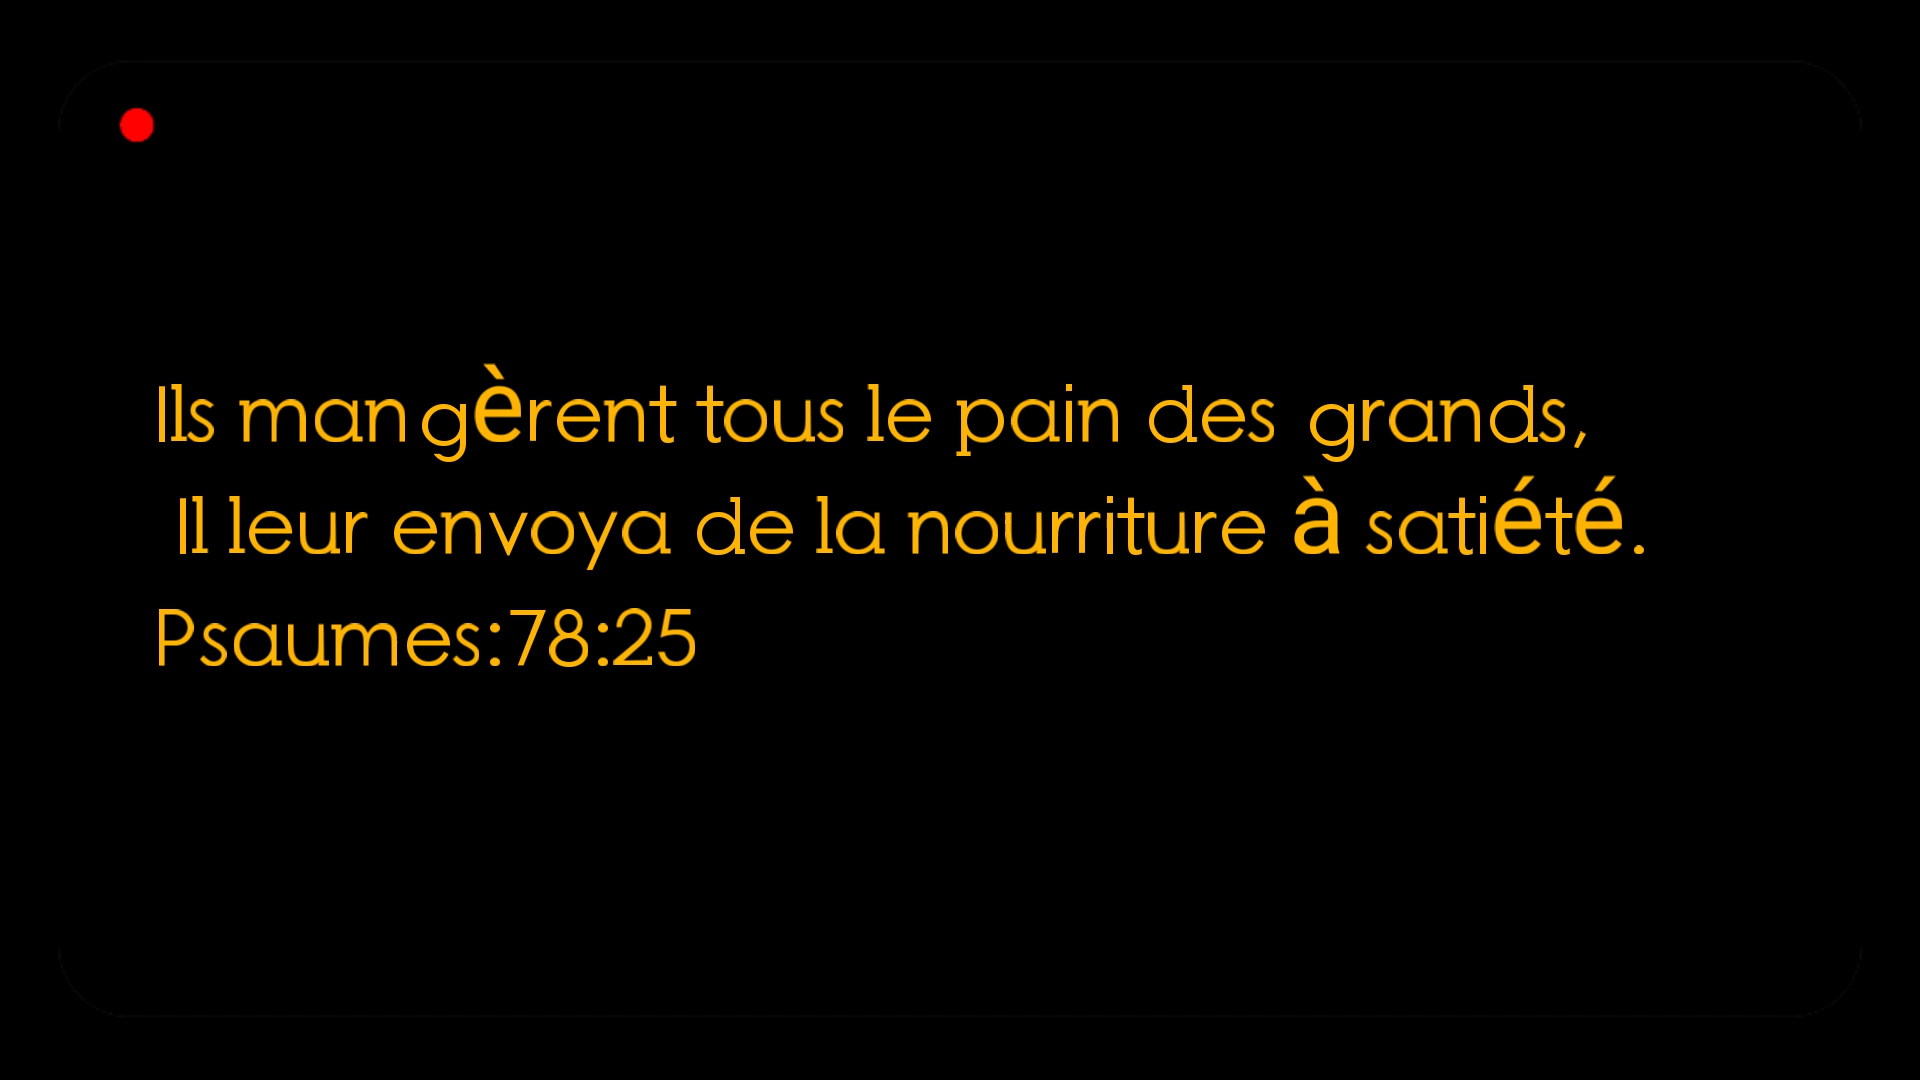 Ils mangèrent tous le pain des grands,
Il leur envoya de la nourriture à satiété.
Psaumes:78:25